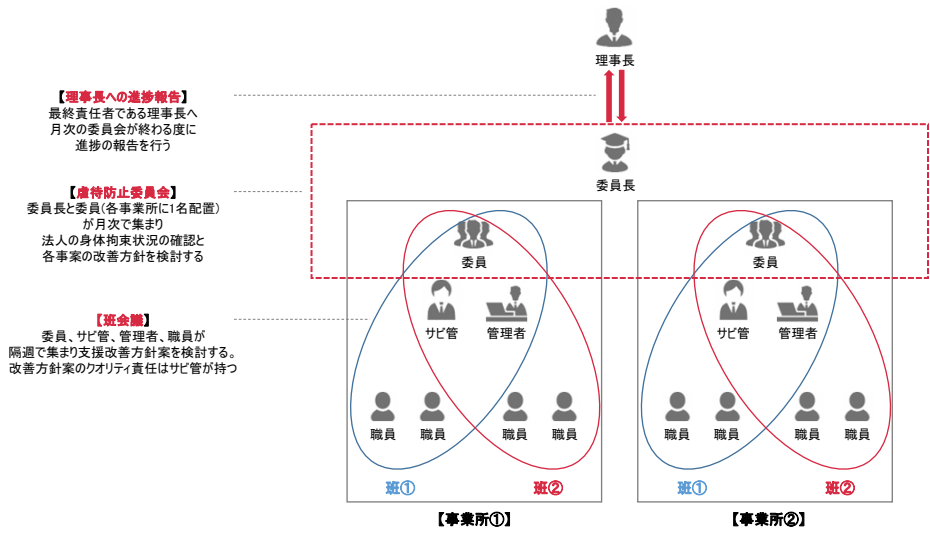 理事長
【理事長への進捗報告】
最終責任者である理事長へ
月次の委員会が終わる度に
進捗の報告を行う
委員長
【虐待防止委員会】
委員長と委員(各事業所に1名配置)
が月次で集まり
法人の身体拘束状況の確認と
各事案の改善方針を検討する
委員
委員
【班会議】
委員、サビ管、管理者、職員が
隔週で集まり支援改善方針案を検討する。
改善方針案のクオリティ責任はサビ管が持つ
サビ管 管理者
サビ管 管理者
職員 職員 職員 職員
職員 職員 職員 職員
班① 班②
班① 班②
【事業所①】
【事業所②】